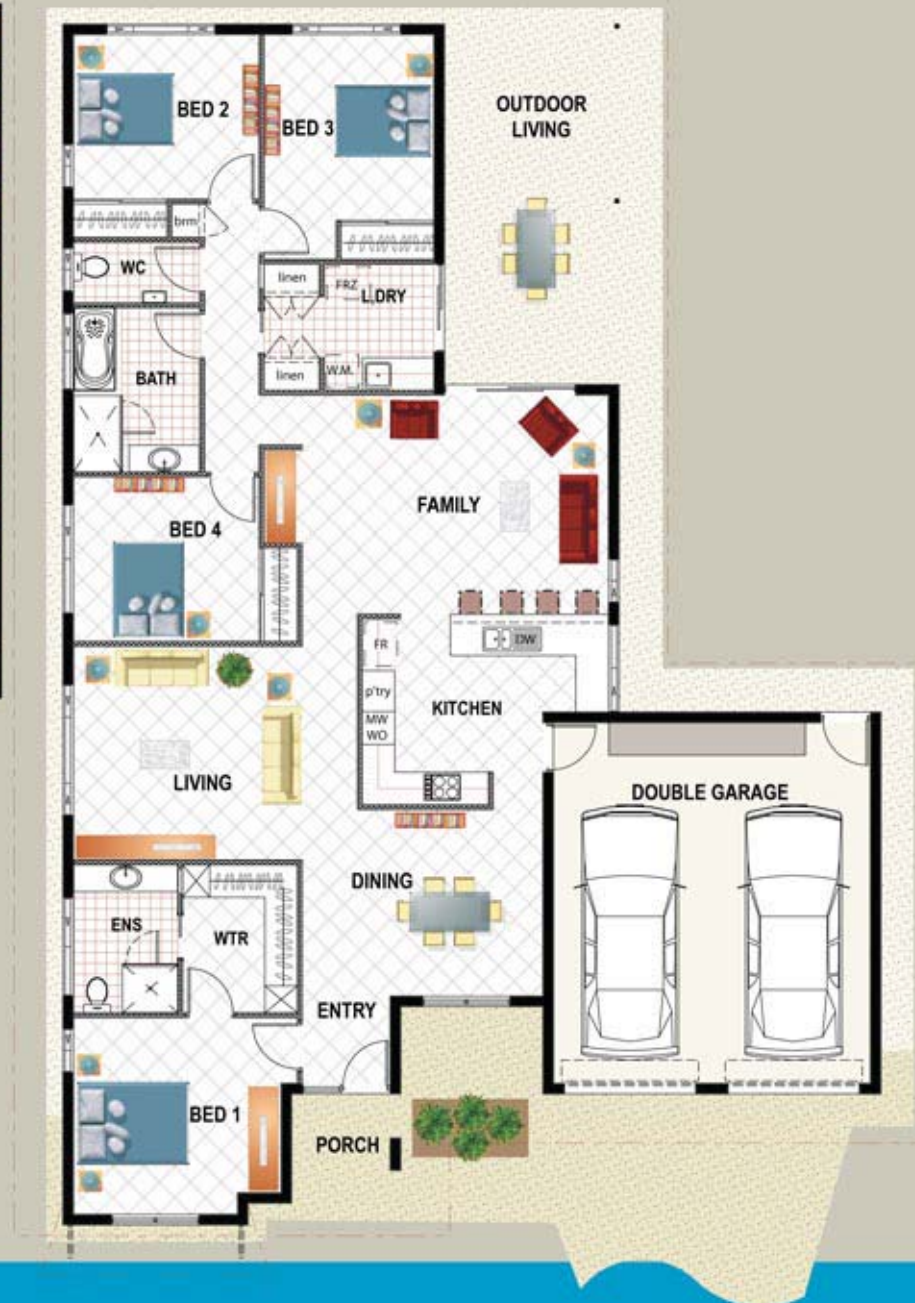 BED 2
BED 3
OUTDOOR
LIVING
brm
WC
linen
FRZ
L.DRY
BATH
linen
W.M.
FAMILY
BED 4
FR
DW
p'try
KITCHEN
MW
WO
LIVING
DOUBLE GARAGE
DINING
ENS
WTR
ENTRY
BED 1
PORCH